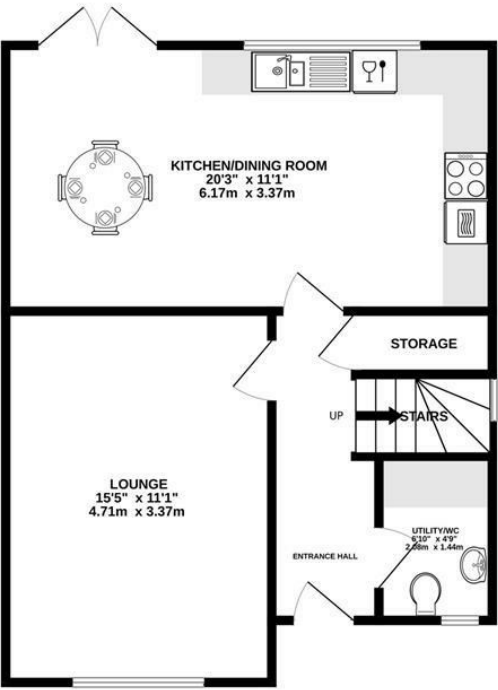 KITCHEN/DINING ROOM
20'3" x 11'1"
6.17m x 3.37m
STORAGE
UP
STAIRS
LOUNGE
15'5" x 11'1"
4.71m x 3.37m
UTILITY/WC
6'10" x 4'9"
2.08m x 1.44m
ENTRANCE HALL